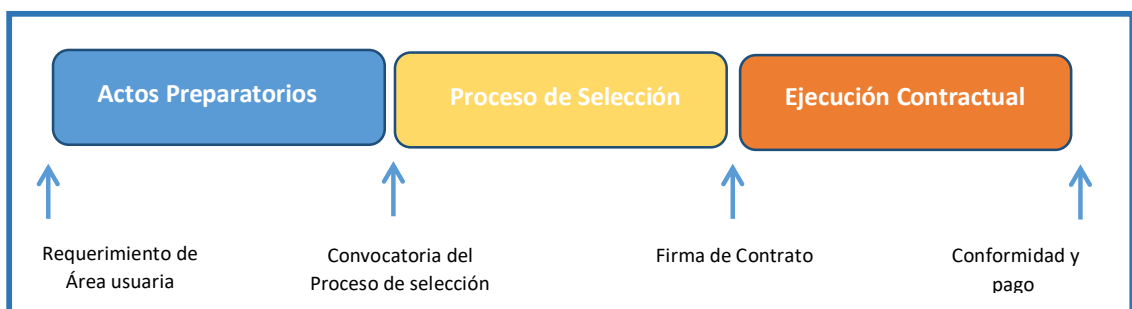 Actos Preparatorios
Proceso de Selección
Ejecución Contractual
Requerimiento de
Área usuaria
Convocatoria del
Proceso de selección
Firma de Contrato
Conformidad y
pago